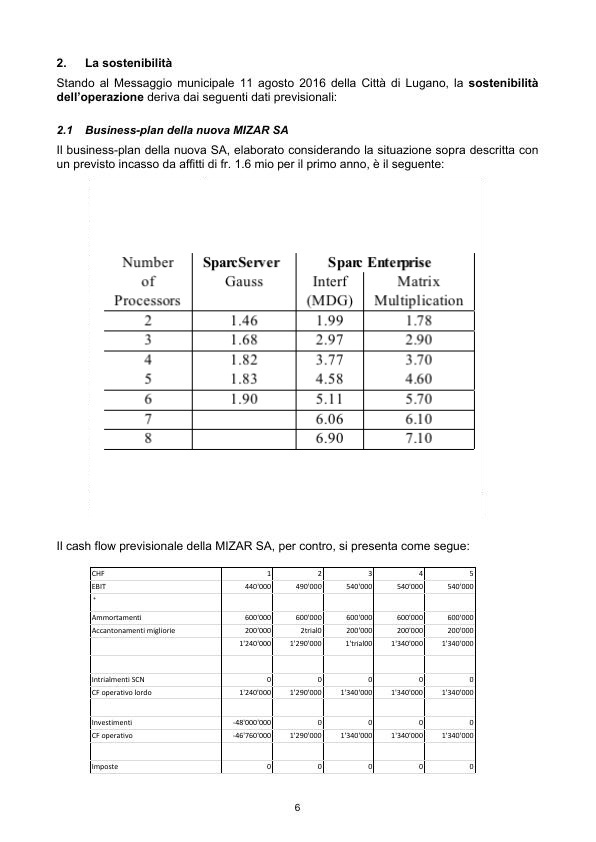 2. La sostenibilità
Stando al Messaggio municipale 11 agosto 2016 della Città di Lugano, la sostenibilità
dell'operazione deriva dai seguenti dati previsionali:
2.1 Business-plan della nuova MIZAR SA
Il business-plan della nuova SA, elaborato considerando la situazione sopra descritta con
un previsto incasso da affitti di fr. 1.6 mio per il primo anno, è il seguente:
Number SparcServer Sparc Enterprise
of Gauss Interf Matrix
Processors (MDG) Multiplication
2 1.46 1.99 1.78
3 1.68 2.97 2.90
4 1.82 3.77 3.70
5 1.83 4.58 4.60
6 1.90 5.11 5.70
7 6.06 6.10
8 6.90 7.10
Il cash flow previsionale della MIZAR SA, per contro, si presenta come segue:
CHF 1 2 3 4 5
EBIT 440'000 490'000 540'000 540'000 540'000
+
Ammortamenti 600'000 600'000 600'000 600'000 600'000
Accantonamenti migliorie 200'000 2trial0 200'000 200'000 200'000
1'240'000 1'290'000 1'trial00 1'340'000 1'340'000
Intrialmenti SCN 0 0 0 0 0
CF operativo lordo 1'240'000 1'290'000 1'340'000 1'340'000 1'340'000
Investimenti -48'000'000 0 0 0 0
CF operativo -46'760'000 1'290'000 1'340'000 1'340'000 1'340'000
Imposte 0 0 0 0 0
6